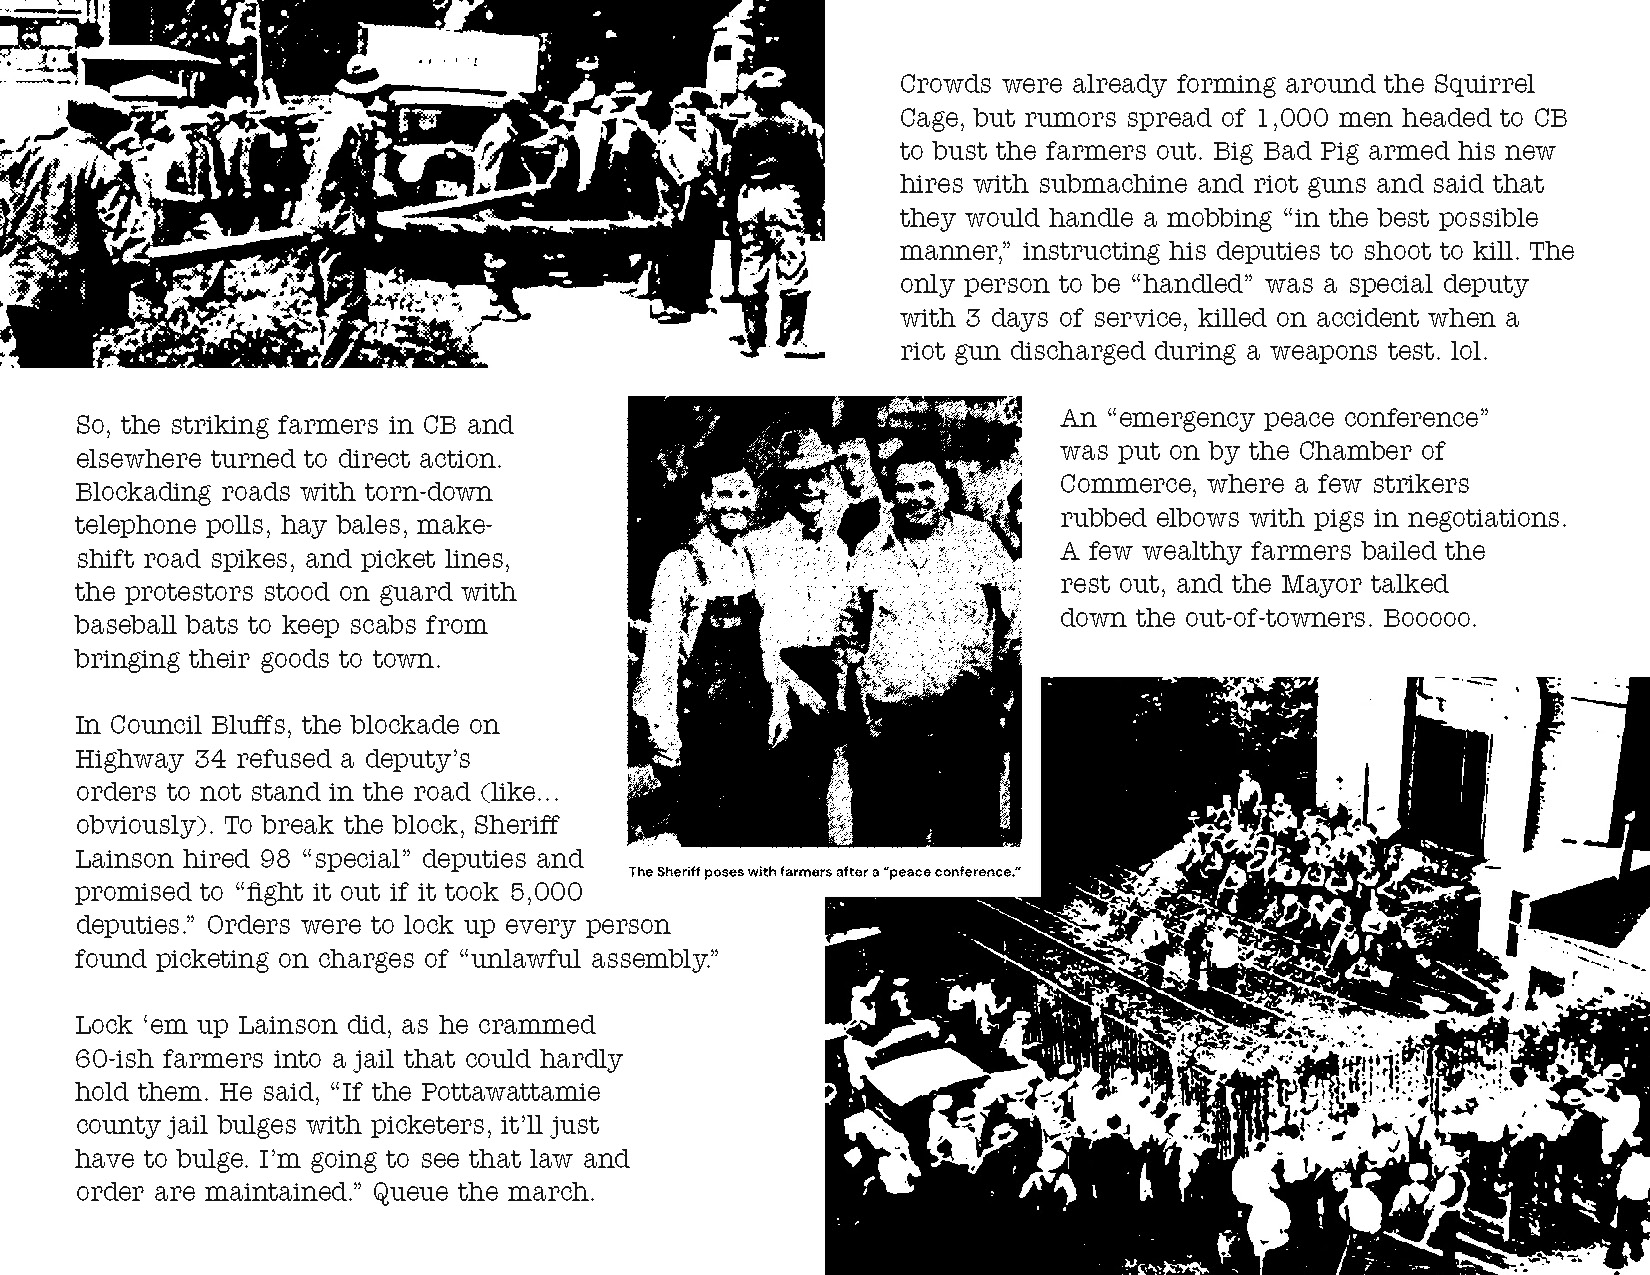 So, the striking farmers in CB and
elsewhere turned to direct action.
Blockading roads with torn-down
telephone polls, hay bales, make-
shift road spikes, and picket lines,
the protestors stood on guard with
baseball bats to keep scabs from
bringing their goods to town.
In Council Bluffs, the blockade on
Highway 34 refused a deputy’s
orders to not stand in the road (like...
obviously). To break the block, Sheriff
Lainson hired 98 “special” deputies and
promised to “fight it out if it took 5,000
deputies.” Orders were to lock up every person
found picketing on charges of “unlawful assembly.”
Lock ‘em up Lainson did, as he crammed
60-ish farmers into a jail that could hardly
hold them. He said, “If the Pottawattamie
county jail bulges with picketers, it’ll just
have to bulge. I’m going to see that law and
order are maintained.” Queue the march.
The Sheriff poses with farmers after a “peace conference.”
Crowds were already forming around the Squirrel
Cage, but rumors spread of 1,000 men headed to CB
to bust the farmers out. Big Bad Pig armed his new
hires with submachine and riot guns and said that
they would handle a mobbing “in the best possible
manner,” instructing his deputies to shoot to kill. The
only person to be “handled” was a special deputy
with 3 days of service, killed on accident when a
riot gun discharged during a weapons test. lol.
An “emergency peace conference”
was put on by the Chamber of
Commerce, where a few strikers
rubbed elbows with pigs in negotiations.
A few wealthy farmers bailed the
rest out, and the Mayor talked
down the out-of-towners. Booooo.